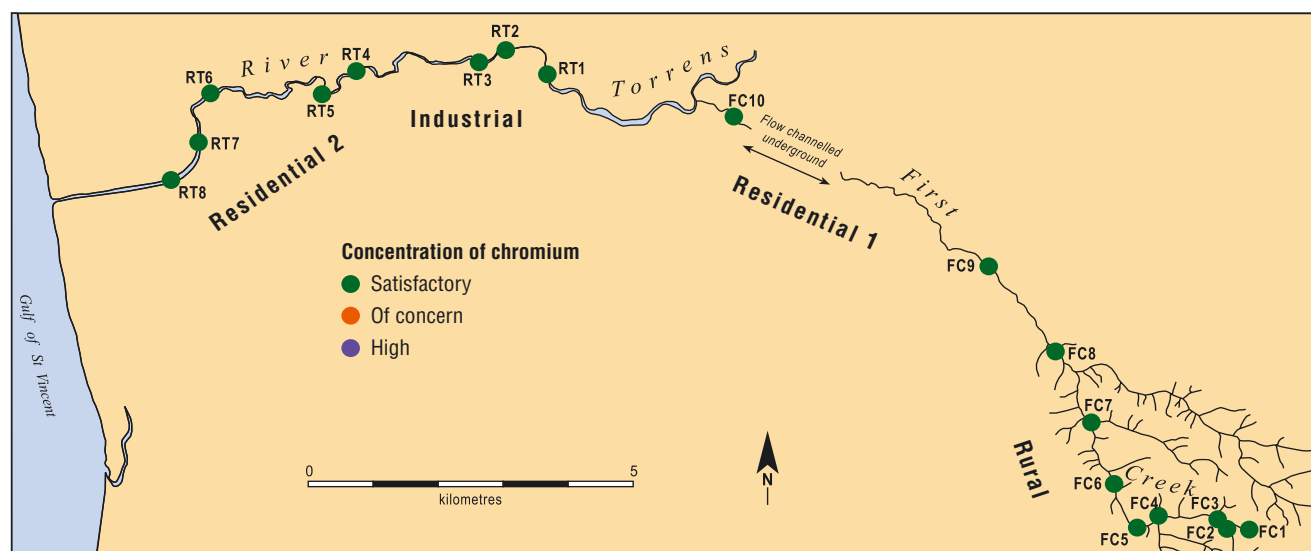 RT2
RT4
RT3
RT1
River
RT6
RT5
Torrens
FC10
Industrial
Flow channelled
underground
RT7
RT8
Residential 2
Residential 1
First
FC9
Concentration of chromium
Satisfactory
Of concern
High
Gulf of St Vincent
FC8
FC7
Rural
0
5
kilometres
N
FC6
Creek
FC4
FC3
FC5
FC2
FC1